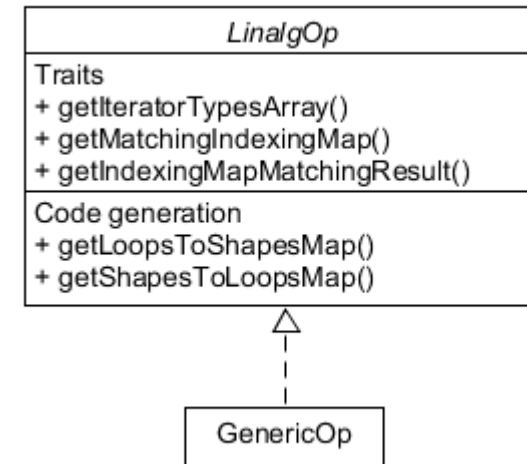 LinalgOp
Traits
+ getIteratorTypesArray()
+ getMatchingIndexingMap()
+ getIndexingMapMatchingResult()
Code generation
+ getLoopsToShapesMap()
+ getShapesToLoopsMap()
GenericOp